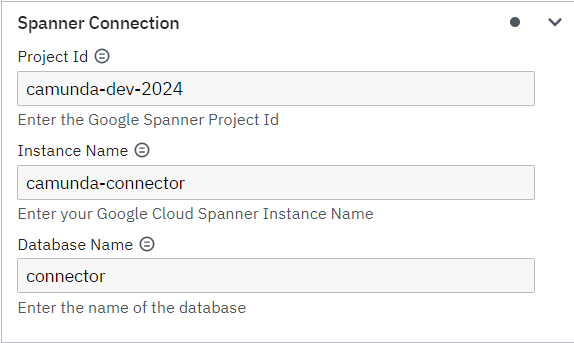 Spanner Connection
Project Id
camunda-dev-2024
Enter the Google Spanner Project Id
Instance Name
camunda-connector
Enter your Google Cloud Spanner Instance Name
Database Name
connector
Enter the name of the database